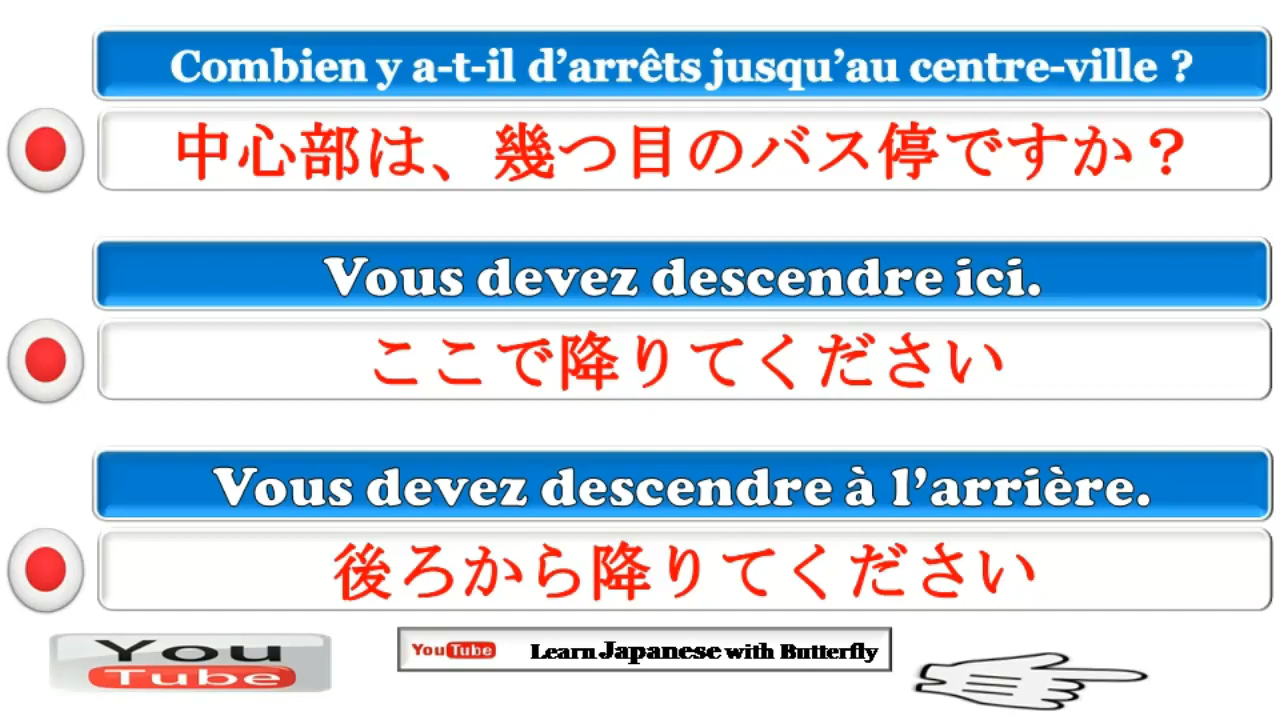 Combien y a-t-il d’arrêts jusqu’au centre-ville ?
中心部は、幾つ目のバス停ですか？
Vous devez descendre ici.
ここで降りてください
Vous devez descendre à l’arrière.
後ろから降りてください
You
Tube
YouTube Learn Japanese with Butterfly